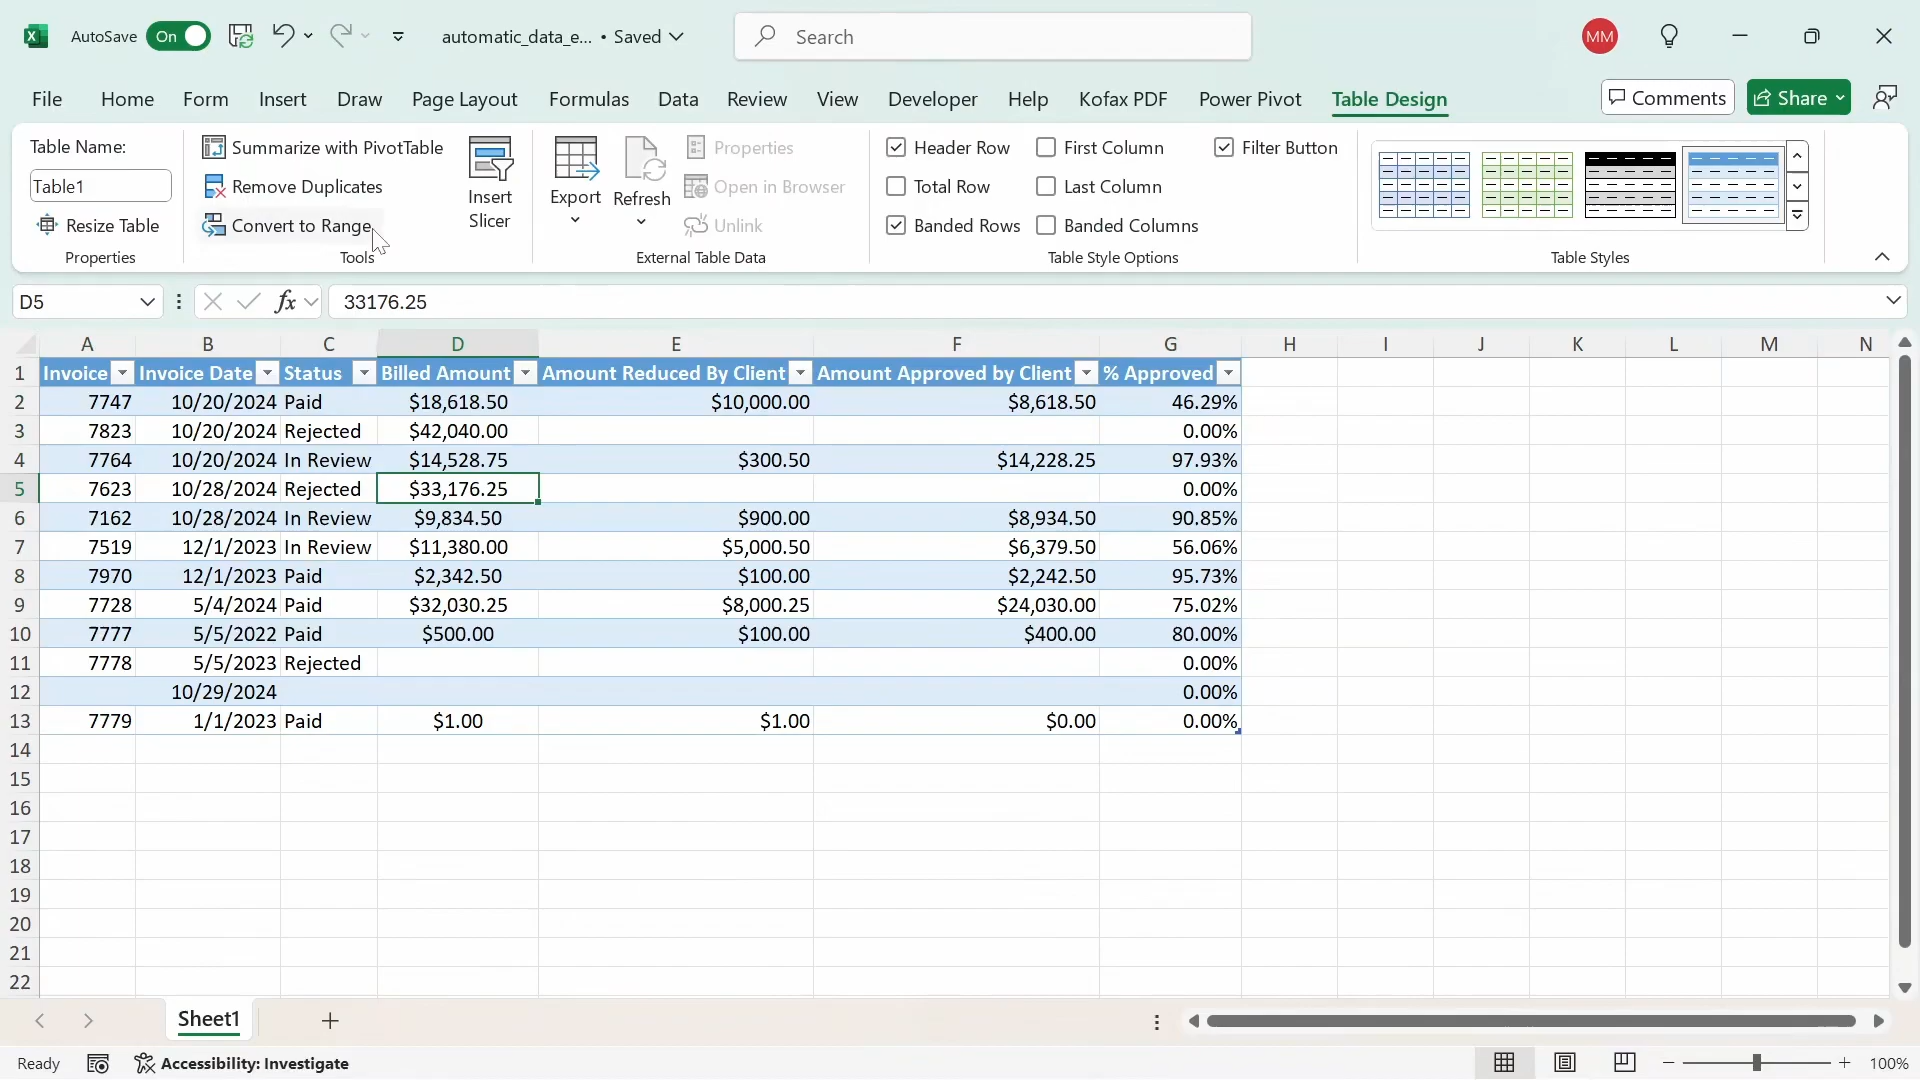 AutoSave On automatic_data_e... • Saved Search MM
File Home Form Insert Draw Page Layout Formulas Data Review View Developer Help Kofax PDF Power Pivot Table Design Comments Share
Table Name: Summarize with PivotTable Properties Header Row First Column Filter Button
Table1 Remove Duplicates Insert Slicer Export Refresh Open in Browser Total Row Last Column
Resize Table Convert to Range Unlink Banded Rows Banded Columns
Properties Tools External Table Data Table Style Options Table Styles
D5 fx 33176.25
A B C D E F G H I J K L M N
1 Invoice Invoice Date Status Billed Amount Amount Reduced By Client Amount Approved by Client % Approved
2 7747 10/20/2024 Paid $18,618.50 $10,000.00 $8,618.50 46.29%
3 7823 10/20/2024 Rejected $42,040.00 0.00%
4 7764 10/20/2024 In Review $14,528.75 $300.50 $14,228.25 97.93%
5 7623 10/28/2024 Rejected $33,176.25 0.00%
6 7162 10/28/2024 In Review $9,834.50 $900.00 $8,934.50 90.85%
7 7519 12/1/2023 In Review $11,380.00 $5,000.50 $6,379.50 56.06%
8 7970 12/1/2023 Paid $2,342.50 $100.00 $2,242.50 95.73%
9 7728 5/4/2024 Paid $32,030.25 $8,000.25 $24,030.00 75.02%
10 7777 5/5/2022 Paid $500.00 $100.00 $400.00 80.00%
11 7778 5/5/2023 Rejected 0.00%
12 10/29/2024 0.00%
13 7779 1/1/2023 Paid $1.00 $1.00 $0.00 0.00%
14
15
16
17
18
19
20
21
22
Sheet1
Ready Accessibility: Investigate 100%